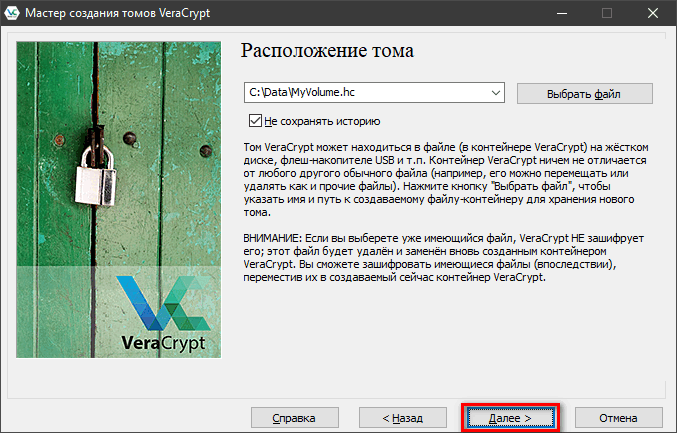 Мастер создания томов VeraCrypt
Расположение тома
C:\Data\MyVolume.hc
Выбрать файл
Не сохранять историю
Том VeraCrypt может находиться в файле (в контейнере VeraCrypt) на жёстком
диске, флеш-накопителе USB и т.п. Контейнер VeraCrypt ничем не отличается
от любого другого обычного файла (например, его можно перемещать или
удалять как и прочие файлы). Нажмите кнопку "Выбрать файл", чтобы
указать имя и путь к создаваемому файлу-контейнеру для хранения нового
тома.
ВНИМАНИЕ: Если вы выберете уже имеющийся файл, VeraCrypt НЕ зашифрует
его; этот файл будет удалён и заменён вновь созданным контейнером
VeraCrypt. Вы сможете зашифровать имеющиеся файлы (впоследствии),
переместив их в создаваемый сейчас контейнер VeraCrypt.
VeraCrypt
Справка
< Назад
Далее >
Отмена